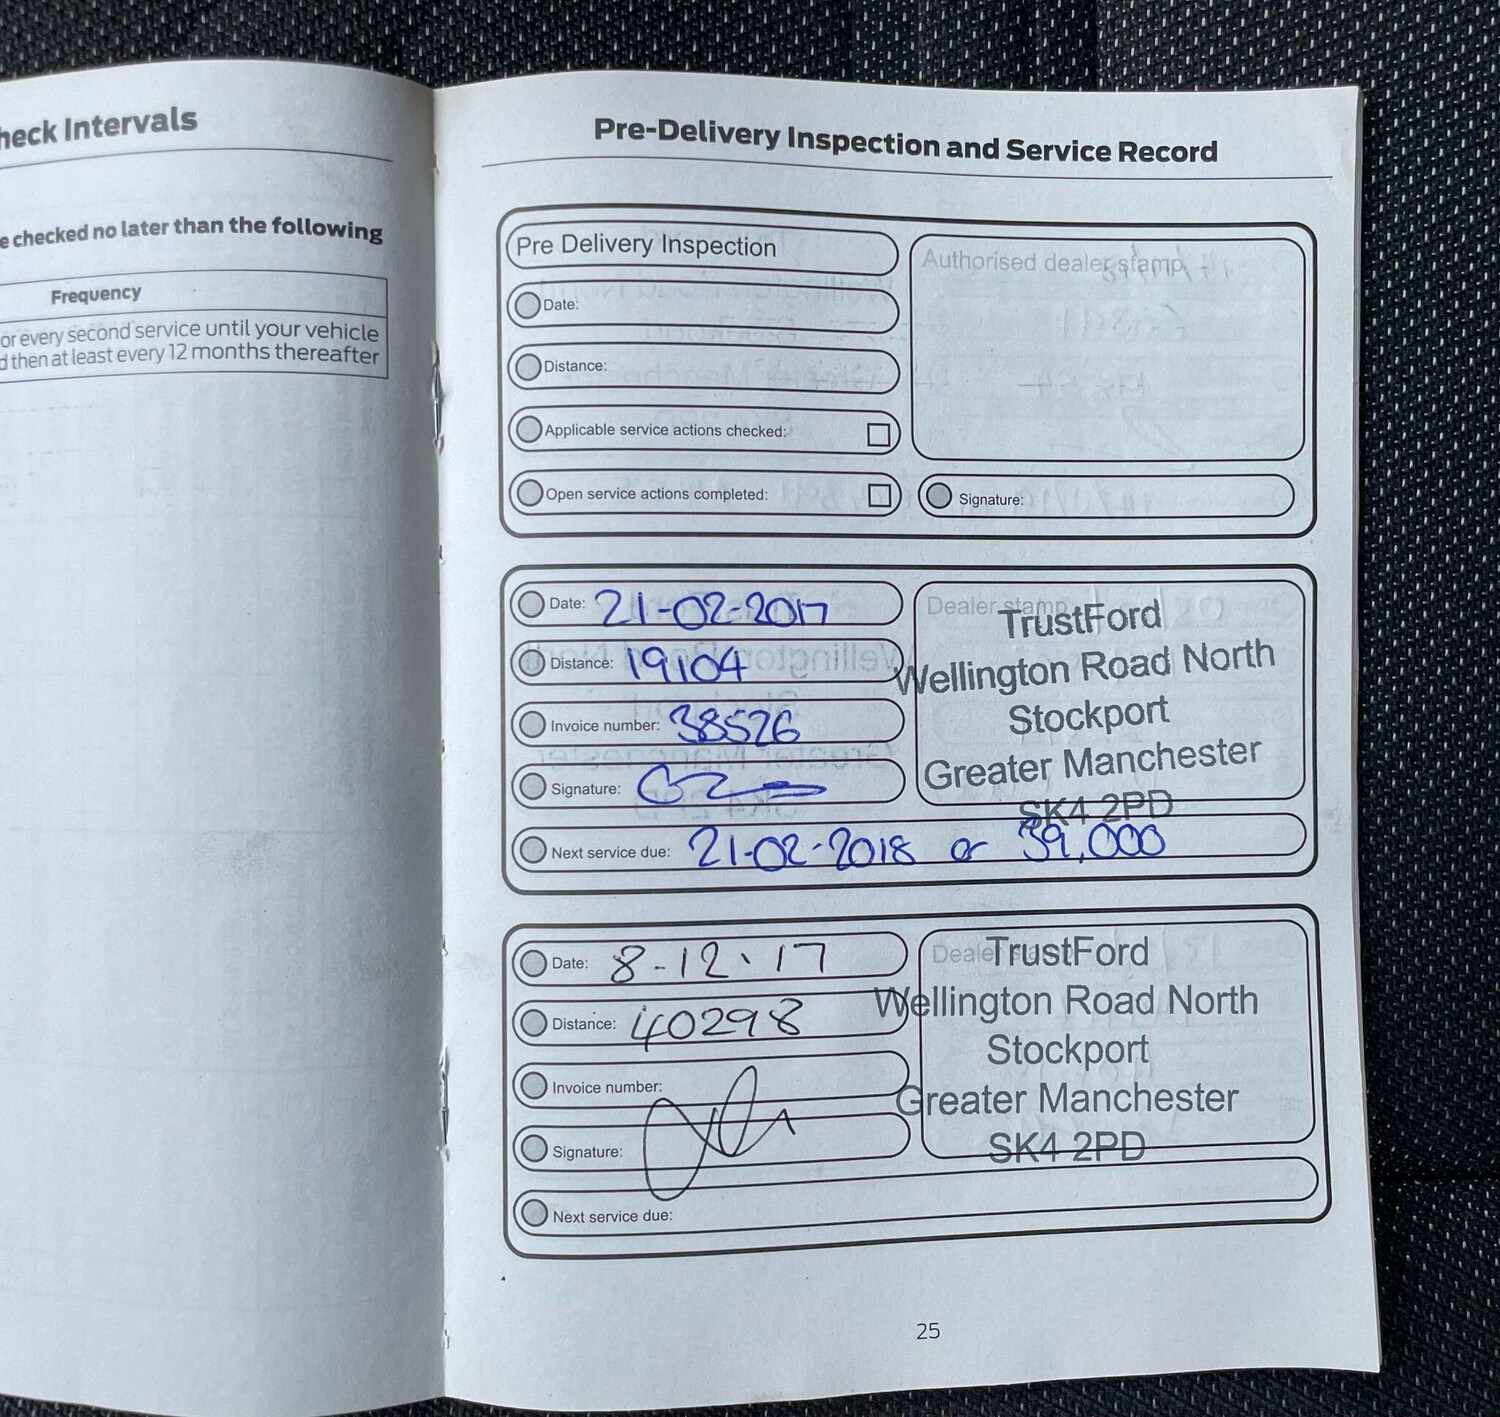 heck Intervals
e checked no later than the following
Frequency
or every second service until your vehicle
d then at least every 12 months thereafter
Pre-Delivery Inspection and Service Record
Pre Delivery Inspection
Date:
Distance:
Applicable service actions checked:
Open service actions completed:
Authorised dealer stamp
Signature:
Date: 21-02-2017
Distance: 19104
Invoice number: 38526
Signature:
Dealer stamp
TrustFord
Wellington Road North
Stockport
Greater Manchester
SK4 2PD
Next service due: 21-02-2018 or 39,000
Date: 8-12-17
Distance: 40298
Invoice number:
Signature:
Dealer
TrustFord
Wellington Road North
Stockport
Greater Manchester
SK4 2PD
Next service due:
25